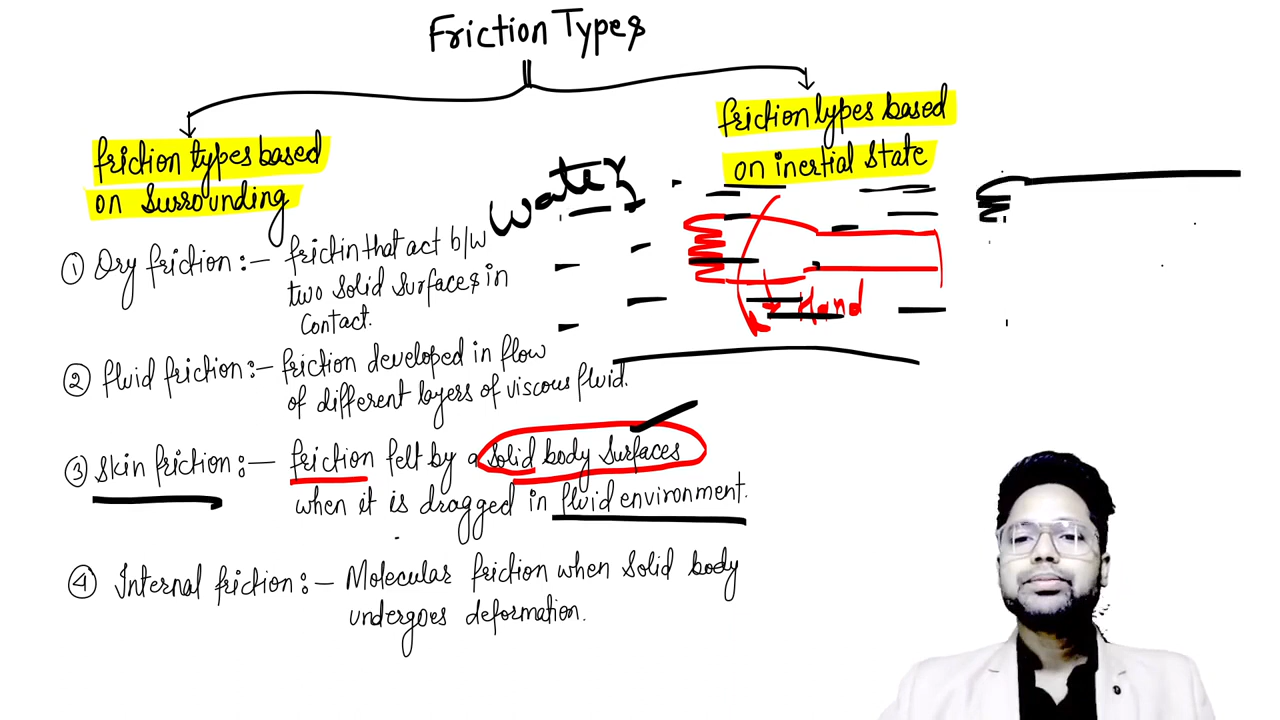 Friction Types
friction types based
on surrounding
friction types based
on inertial state
water
Hand
① Dry friction :— frictin that act b/w
two solid surfaces in
contact.
② fluid friction :— friction developed in flow
of different layers of viscous fluid.
③ Skin friction :— friction felt by a solid body surfaces
when it is dragged in fluid environment.
④ Internal friction :— Molecular friction when solid body
undergoes deformation.